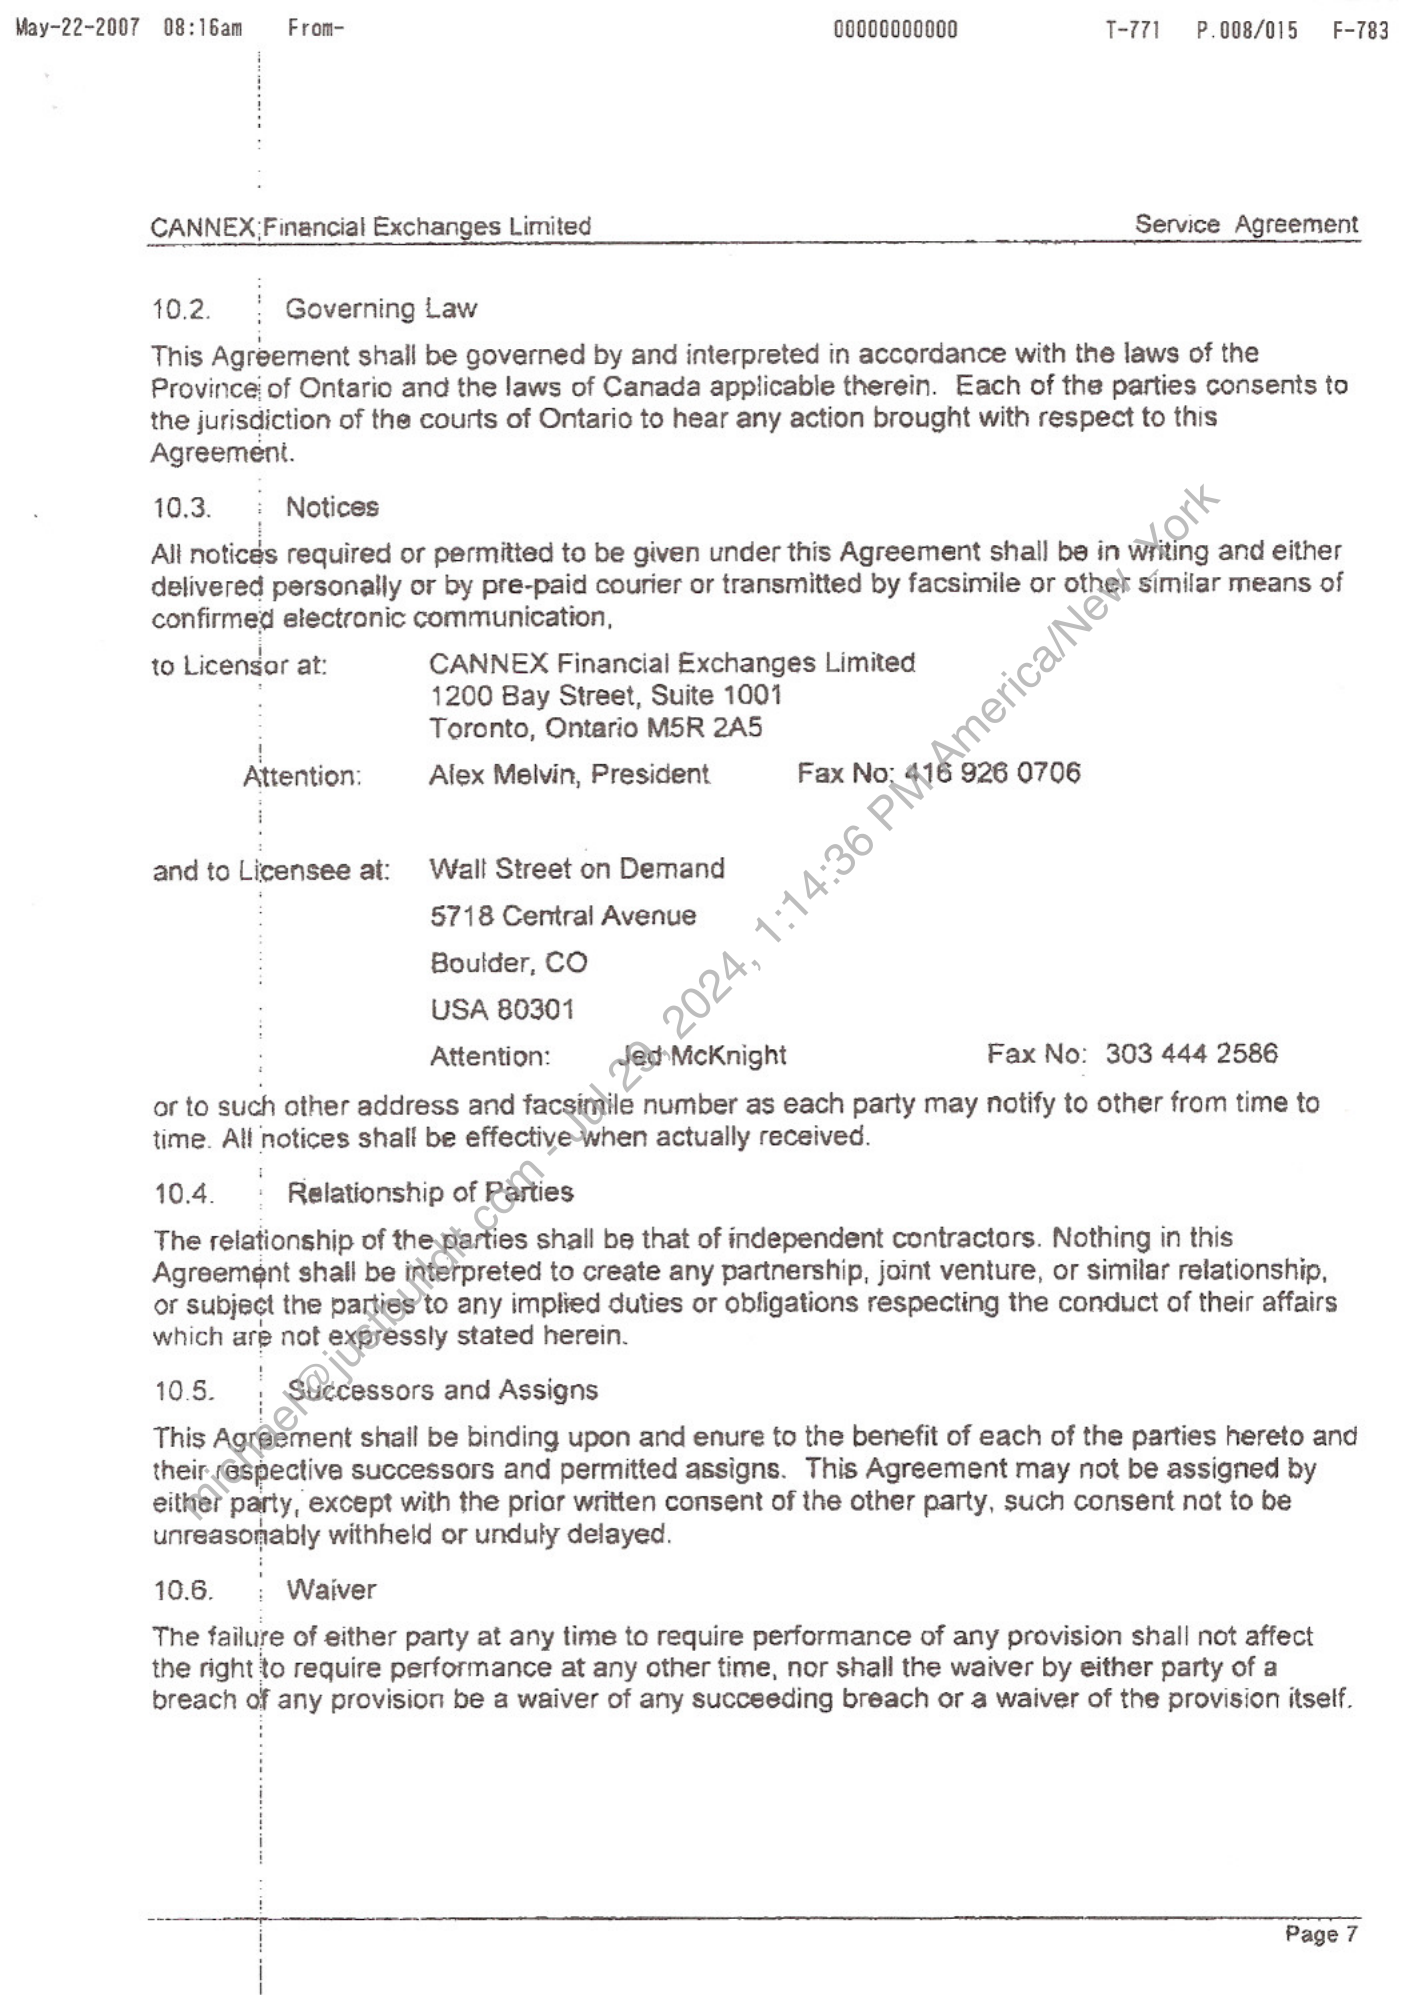 May-22-2007 08:16am From- 00000000000 T-771 P.008/015 F-783
CANNEX Financial Exchanges Limited Service Agreement
10.2. Governing Law
This Agreement shall be governed by and interpreted in accordance with the laws of the
Province of Ontario and the laws of Canada applicable therein. Each of the parties consents to
the jurisdiction of the courts of Ontario to hear any action brought with respect to this
Agreement.
10.3. Notices
All notices required or permitted to be given under this Agreement shall be in writing and either
delivered personally or by pre-paid courier or transmitted by facsimile or other similar means of
confirmed electronic communication,
to Licensor at: CANNEX Financial Exchanges Limited
1200 Bay Street, Suite 1001
Toronto, Ontario M5R 2A5
Attention: Alex Melvin, President Fax No: 416 926 0706
and to Licensee at: Wall Street on Demand
5718 Central Avenue
Boulder, CO
USA 80301
Attention: Jed McKnight Fax No: 303 444 2586
or to such other address and facsimile number as each party may notify to other from time to
time. All notices shall be effective when actually received.
10.4. Relationship of Parties
The relationship of the parties shall be that of independent contractors. Nothing in this
Agreement shall be interpreted to create any partnership, joint venture, or similar relationship,
or subject the parties to any implied duties or obligations respecting the conduct of their affairs
which are not expressly stated herein.
10.5. Successors and Assigns
This Agreement shall be binding upon and enure to the benefit of each of the parties hereto and
their respective successors and permitted assigns. This Agreement may not be assigned by
either party, except with the prior written consent of the other party, such consent not to be
unreasonably withheld or unduly delayed.
10.6. Waiver
The failure of either party at any time to require performance of any provision shall not affect
the right to require performance at any other time, nor shall the waiver by either party of a
breach of any provision be a waiver of any succeeding breach or a waiver of the provision itself.
Page 7
michael@justbuildit.com - Jul 29, 2024, 1:14:36 PM America/New_York